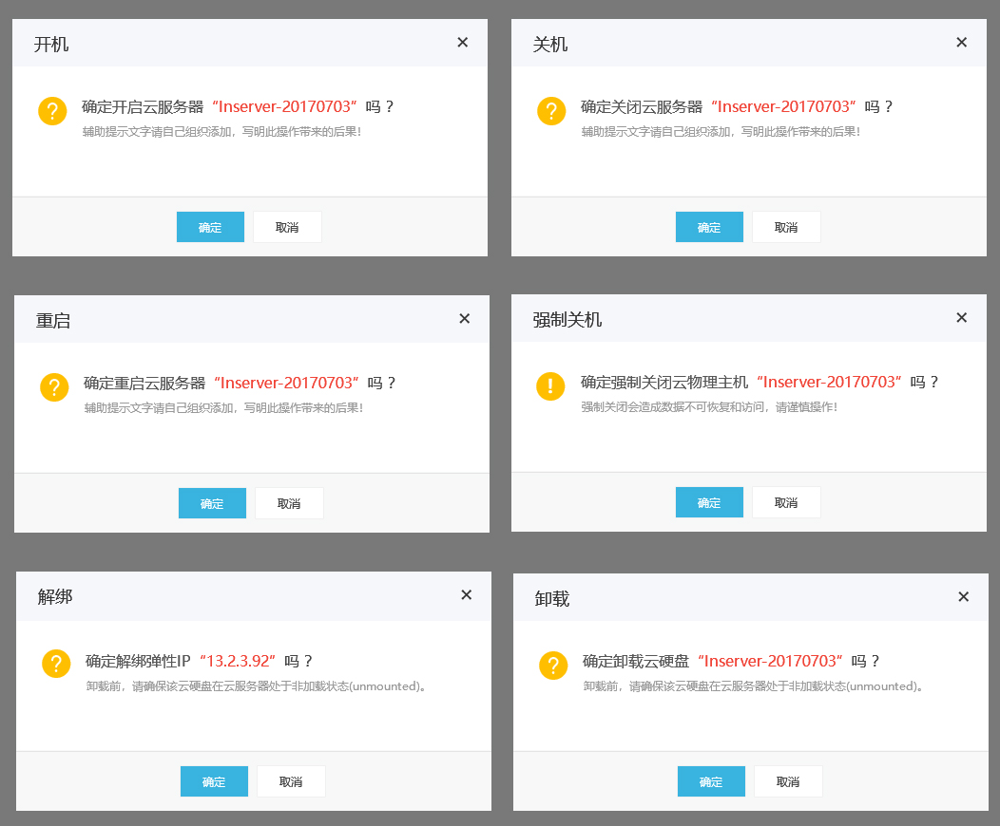 开机
确定开启云服务器“Inserver-20170703”吗？
辅助提示文字请自己组织添加，写明此操作带来的后果！
确定 取消
关机
确定关闭云服务器“Inserver-20170703”吗？
辅助提示文字请自己组织添加，写明此操作带来的后果！
确定 取消
重启
确定重启云服务器“Inserver-20170703”吗？
辅助提示文字请自己组织添加，写明此操作带来的后果！
确定 取消
强制关机
确定强制关闭云物理主机“Inserver-20170703”吗？
强制关闭会造成数据不可恢复和访问，请谨慎操作！
确定 取消
解绑
确定解绑弹性IP“13.2.3.92”吗？
卸载前，请确保该云硬盘在云服务器处于非加载状态(unmounted)。
确定 取消
卸载
确定卸载云硬盘“Inserver-20170703”吗？
卸载前，请确保该云硬盘在云服务器处于非加载状态(unmounted)。
确定 取消